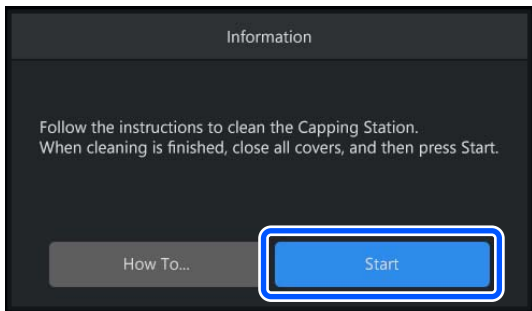 Information
Follow the instructions to clean the Capping Station.
When cleaning is finished, close all covers, and then press Start.
How To...
Start